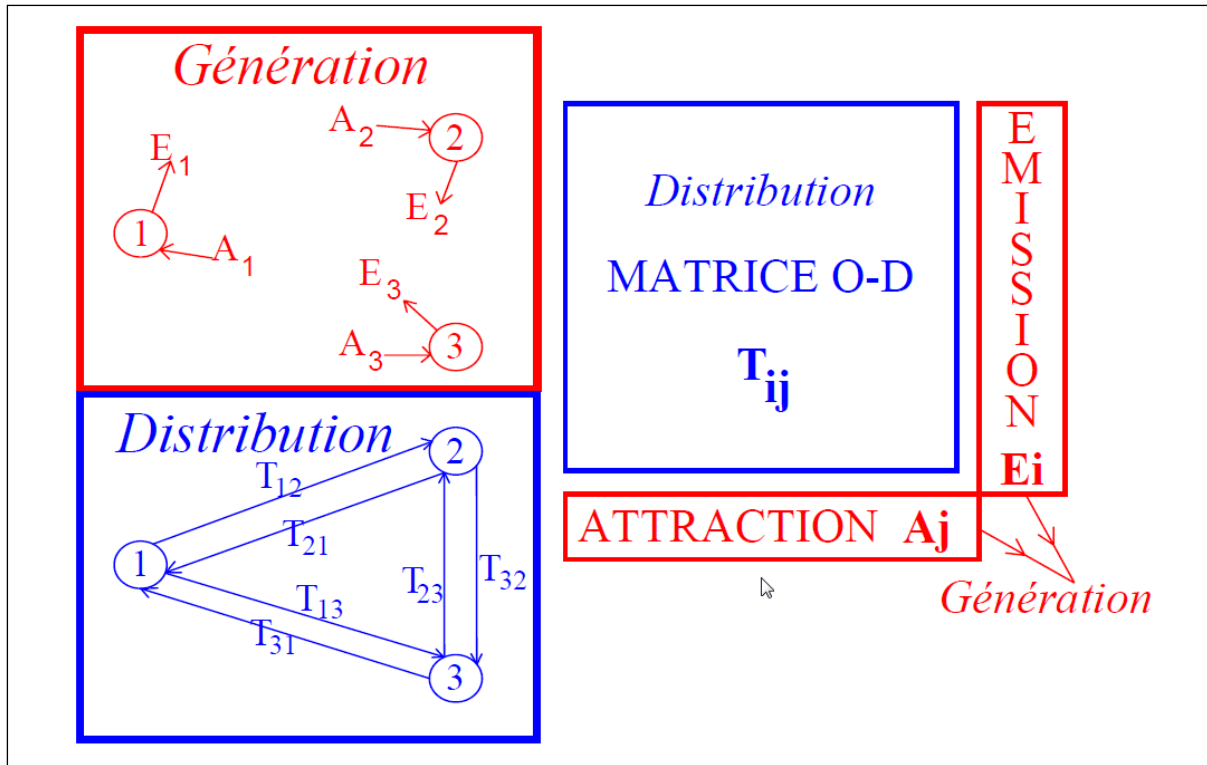 Génération
A2
2
E1
E2
1
A1
E3
A3
3
Distribution
2
T12
T21
1
T23
T32
T13
T31
3
Distribution
MATRICE O-D
Tij
EMISSION
Ei
ATTRACTION Aj
Génération